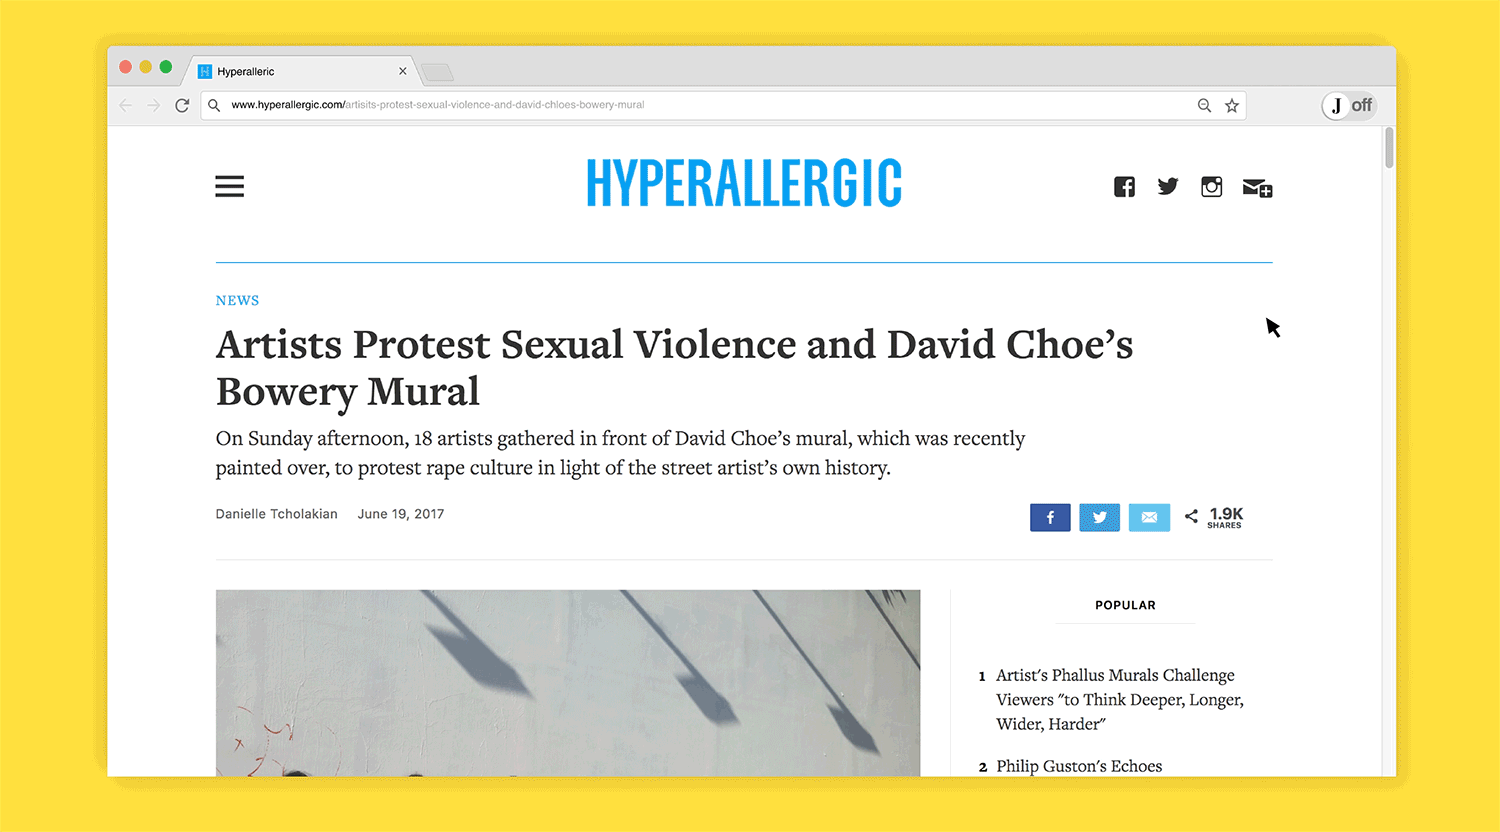 Hyperalleric
www.hyperallergic.com/artisits-protest-sexual-violence-and-david-chloes-bowery-mural
J off
HYPERALLERGIC
NEWS
Artists Protest Sexual Violence and David Choe’s
Bowery Mural
On Sunday afternoon, 18 artists gathered in front of David Choe’s mural, which was recently
painted over, to protest rape culture in light of the street artist’s own history.
Danielle Tcholakian June 19, 2017
1.9K
SHARES
POPULAR
1 Artist's Phallus Murals Challenge
Viewers "to Think Deeper, Longer,
Wider, Harder"
2 Philip Guston's Echoes